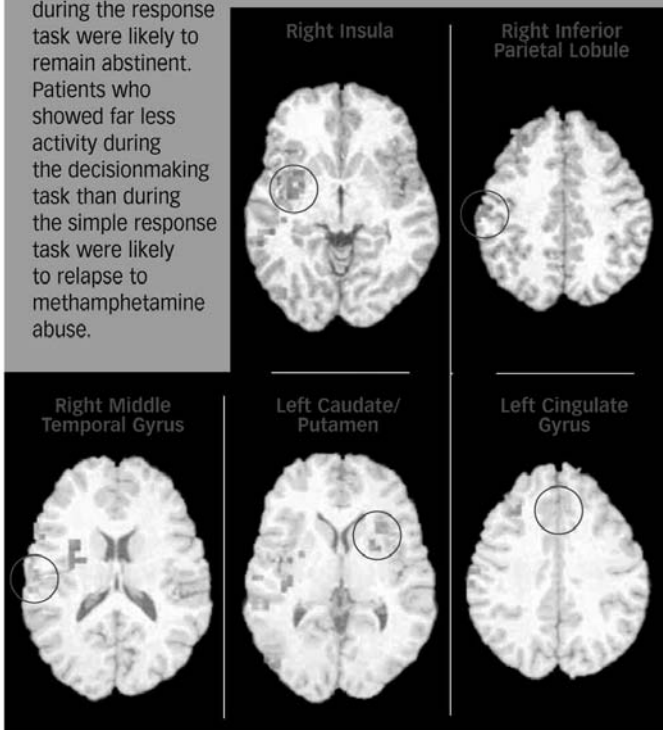 during the response
task were likely to
remain abstinent.
Patients who
showed far less
activity during
the decisionmaking
task than during
the simple response
task were likely
to relapse to
methamphetamine
abuse.
Right Insula
Right Inferior
Parietal Lobule
Right Middle
Temporal Gyrus
Left Caudate/
Putamen
Left Cingulate
Gyrus